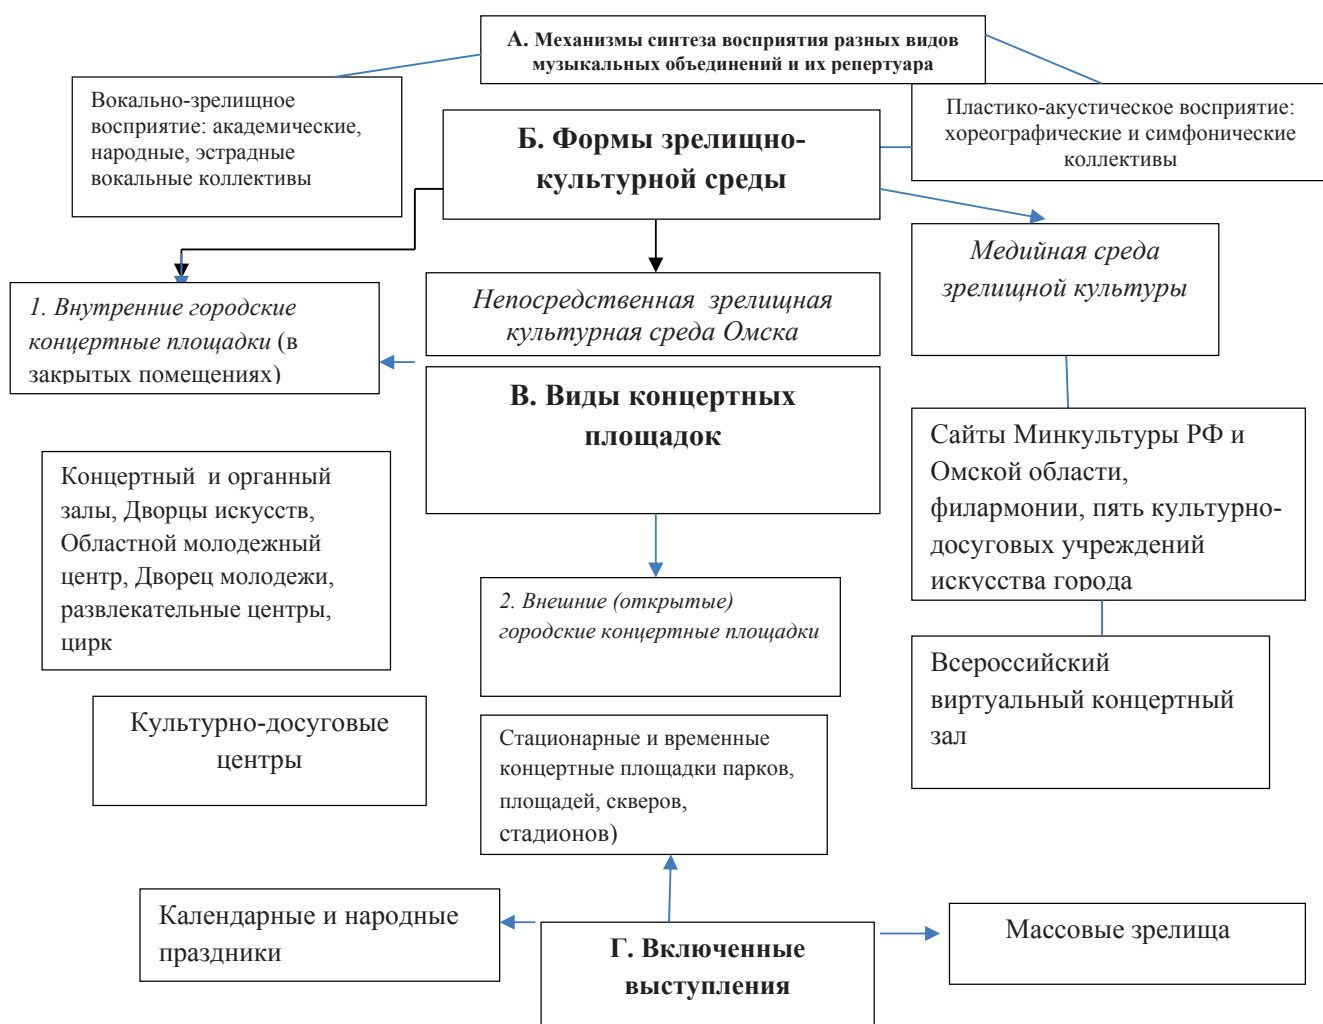 А. Механизмы синтеза восприятия разных видов
музыкальных объединений и их репертуара
Вокально-зрелищное
восприятие: академические,
народные, эстрадные
вокальные коллективы
Пластико-акустическое восприятие:
хореографические и симфонические
коллективы
Б. Формы зрелищно-
культурной среды
Медийная среда
зрелищной культуры
1. Внутренние городские
концертные площадки (в
закрытых помещениях)
Непосредственная зрелищная
культурная среда Омска
В. Виды концертных
площадок
Сайты Минкультуры РФ и
Омской области,
филармонии, пять культурно-
досуговых учреждений
искусства города
Концертный и органный
залы, Дворцы искусств,
Областной молодежный
центр, Дворец молодежи,
развлекательные центры,
цирк
2. Внешние (открытые)
городские концертные площадки
Всероссийский
виртуальный концертный
зал
Культурно-досуговые
центры
Стационарные и временные
концертные площадки парков,
площадей, скверов,
стадионов)
Календарные и народные
праздники
Г. Включенные
выступления
Массовые зрелища